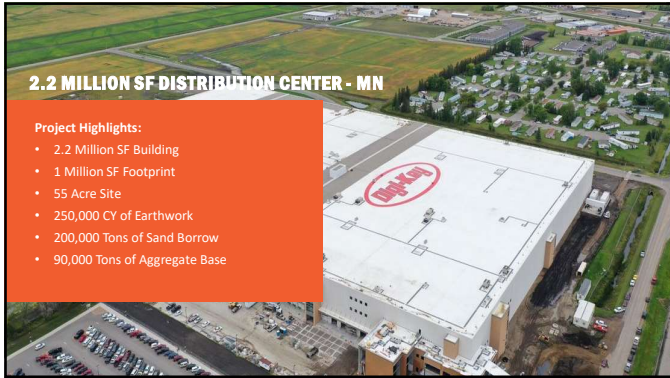 2.2 MILLION SF DISTRIBUTION CENTER - MN
Project Highlights:
• 2.2 Million SF Building
• 1 Million SF Footprint
• 55 Acre Site
• 250,000 CY of Earthwork
• 200,000 Tons of Sand Borrow
• 90,000 Tons of Aggregate Base
Digi-Key